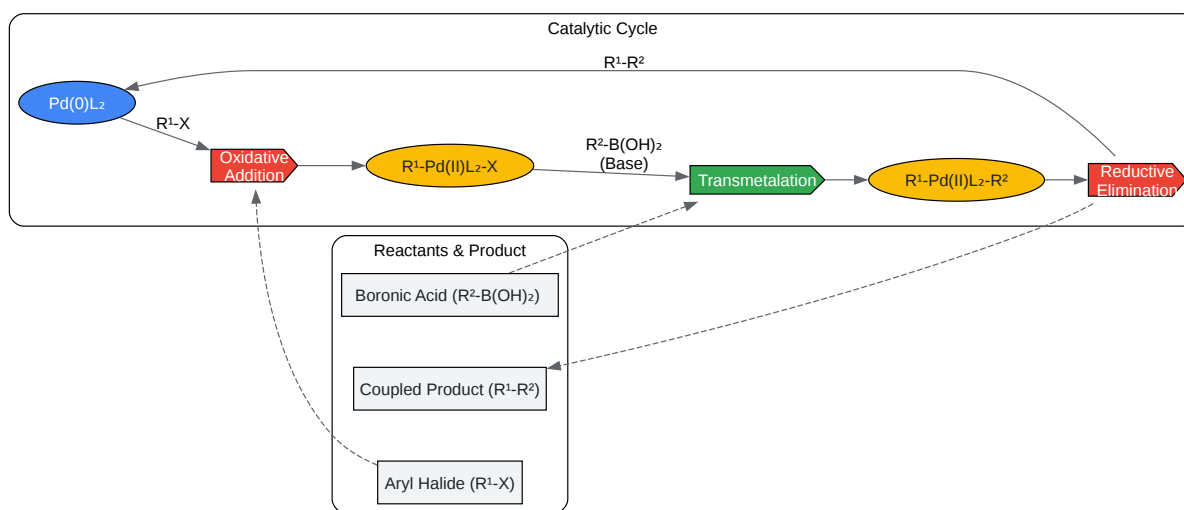 Catalytic Cycle
R¹-R²
Pd(0)L₂
R¹-X
Oxidative
Addition
R¹-Pd(II)L₂-X
R²-B(OH)₂
(Base)
Transmetalation
R¹-Pd(II)L₂-R²
Reductive
Elimination
Reactants & Product
Boronic Acid (R²-B(OH)₂)
Coupled Product (R¹-R²)
Aryl Halide (R¹-X)